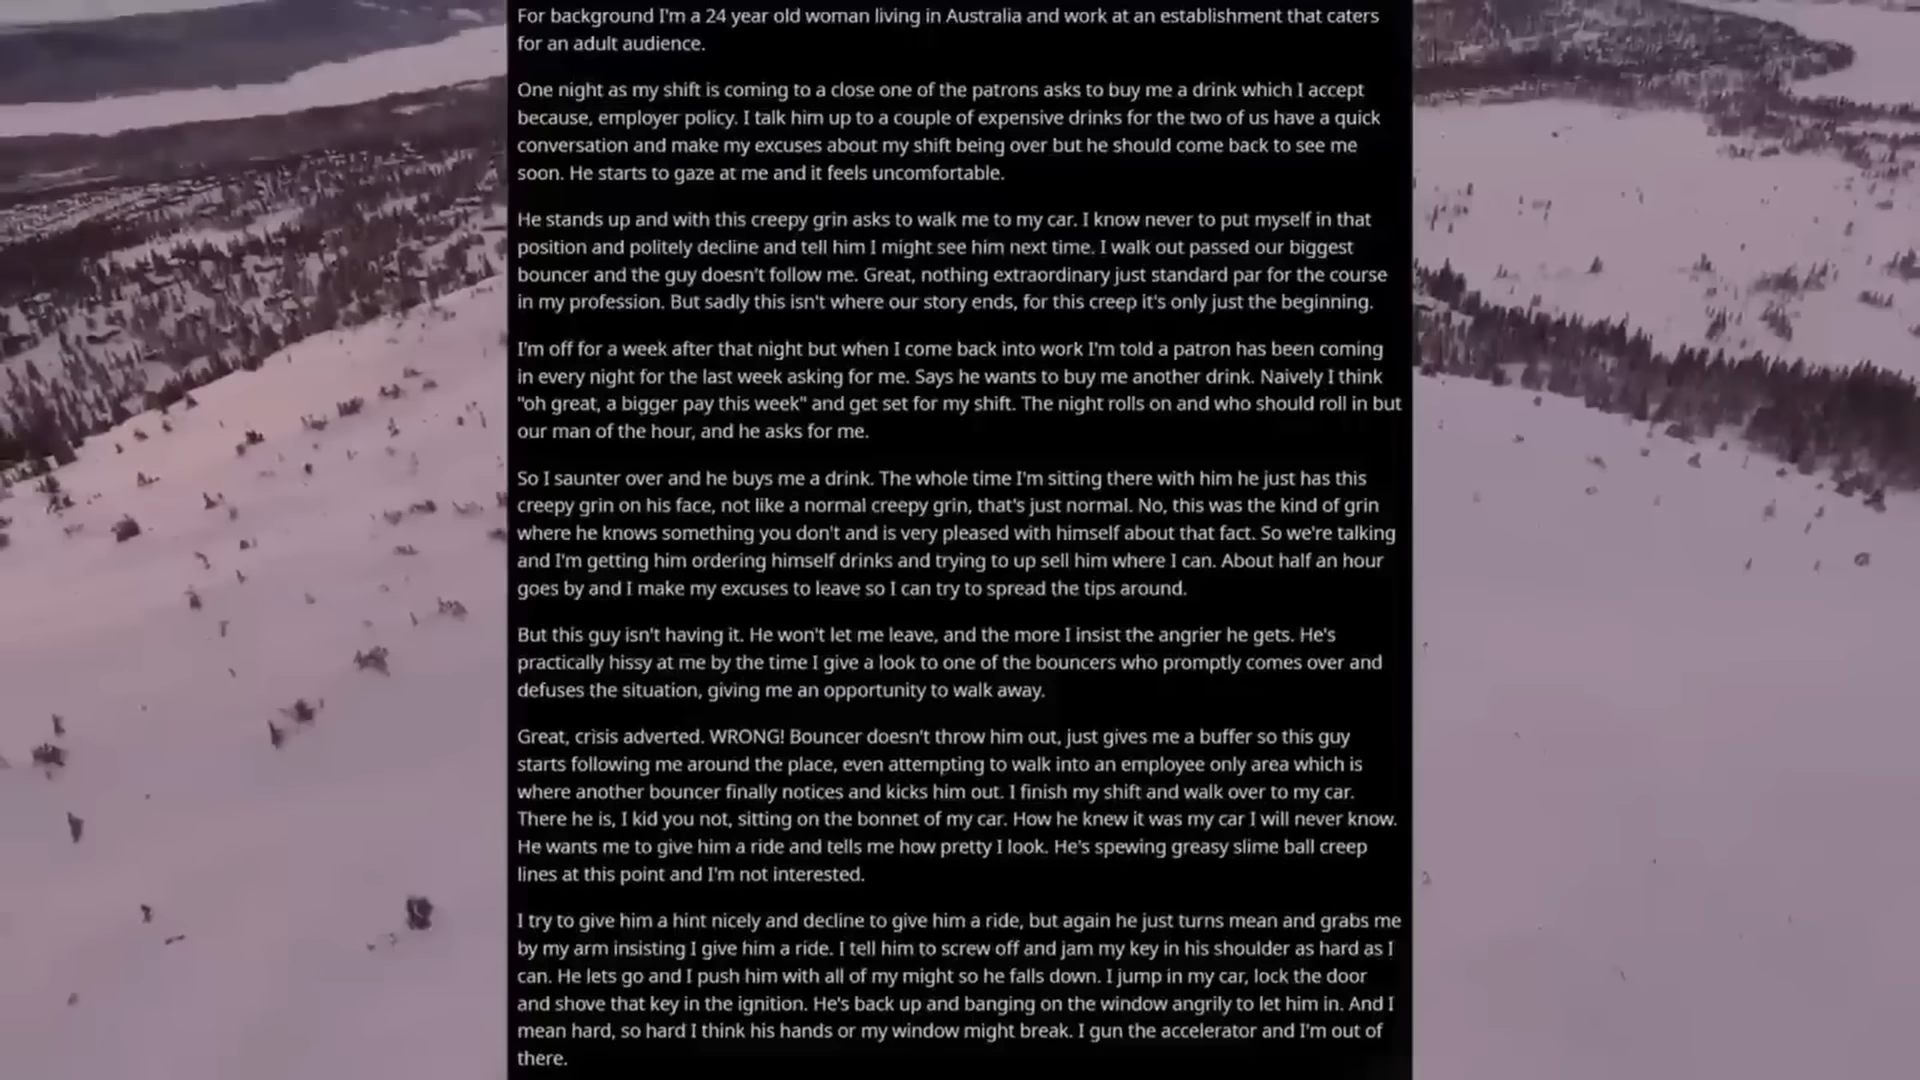 For background I'm a 24 year old woman living in Australia and work at an establishment that caters
for an adult audience.
One night as my shift is coming to a close one of the patrons asks to buy me a drink which I accept
because, employer policy. I talk him up to a couple of expensive drinks for the two of us have a quick
conversation and make my excuses about my shift being over but he should come back to see me
soon. He starts to gaze at me and it feels uncomfortable.
He stands up and with this creepy grin asks to walk me to my car. I know never to put myself in that
position and politely decline and tell him I might see him next time. I walk out passed our biggest
bouncer and the guy doesn't follow me. Great, nothing extraordinary just standard par for the course
in my profession. But sadly this isn't where our story ends, for this creep it's only just the beginning.
I'm off for a week after that night but when I come back into work I'm told a patron has been coming
in every night for the last week asking for me. Says he wants to buy me another drink. Naively I think
"oh great, a bigger pay this week" and get set for my shift. The night rolls on and who should roll in but
our man of the hour, and he asks for me.
So I saunter over and he buys me a drink. The whole time I'm sitting there with him he just has this
creepy grin on his face, not like a normal creepy grin, that's just normal. No, this was the kind of grin
where he knows something you don't and is very pleased with himself about that fact. So we're talking
and I'm getting him ordering himself drinks and trying to up sell him where I can. About half an hour
goes by and I make my excuses to leave so I can try to spread the tips around.
But this guy isn't having it. He won't let me leave, and the more I insist the angrier he gets. He's
practically hissy at me by the time I give a look to one of the bouncers who promptly comes over and
defuses the situation, giving me an opportunity to walk away.
Great, crisis adverted. WRONG! Bouncer doesn't throw him out, just gives me a buffer so this guy
starts following me around the place, even attempting to walk into an employee only area which is
where another bouncer finally notices and kicks him out. I finish my shift and walk over to my car.
There he is, I kid you not, sitting on the bonnet of my car. How he knew it was my car I will never know.
He wants me to give him a ride and tells me how pretty I look. He's spewing greasy slime ball creep
lines at this point and I'm not interested.
I try to give him a hint nicely and decline to give him a ride, but again he just turns mean and grabs me
by my arm insisting I give him a ride. I tell him to screw off and jam my key in his shoulder as hard as I
can. He lets go and I push him with all of my might so he falls down. I jump in my car, lock the door
and shove that key in the ignition. He's back up and banging on the window angrily to let him in. And I
mean hard, so hard I think his hands or my window might break. I gun the accelerator and I'm out of
there.